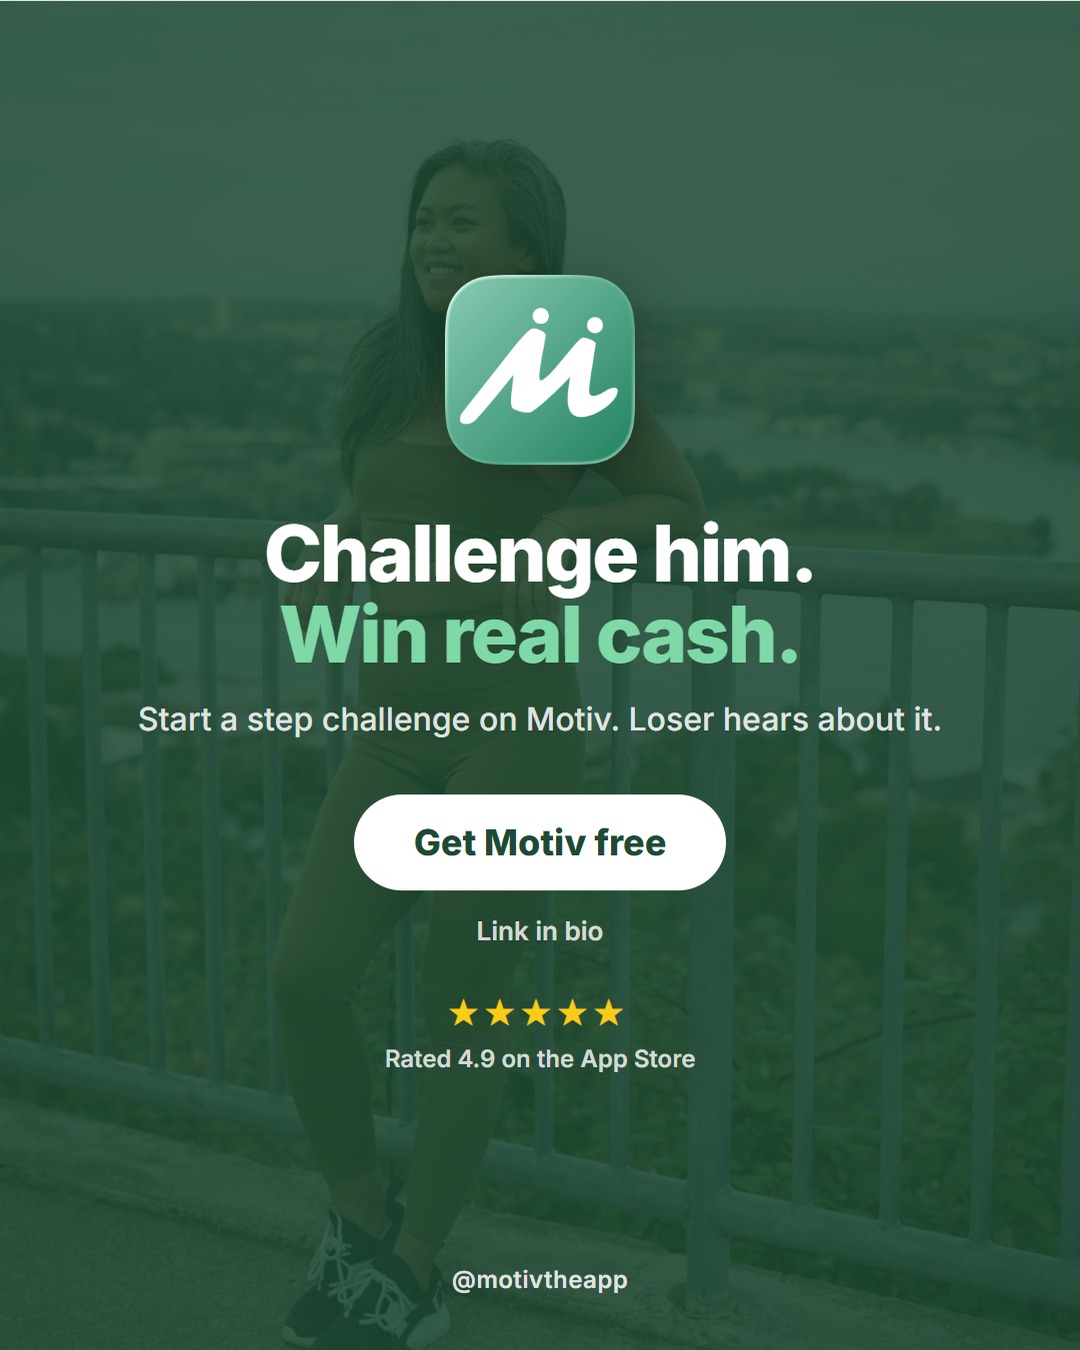 Challenge him.
Win real cash.
Start a step challenge on Motiv. Loser hears about it.
Get Motiv free
Link in bio
★★★★★
Rated 4.9 on the App Store
@motivtheapp